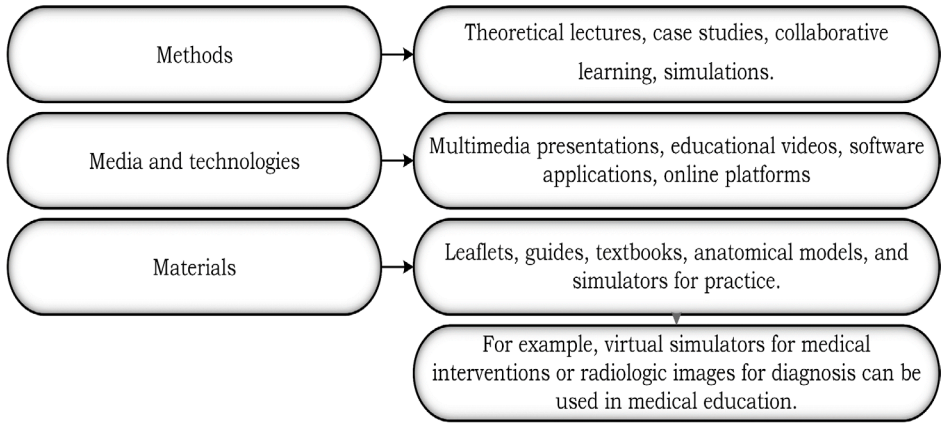 Methods
Theoretical lectures, case studies, collaborative
learning, simulations.
Media and technologies
Multimedia presentations, educational videos, software
applications, online platforms
Materials
Leaflets, guides, textbooks, anatomical models, and
simulators for practice.
For example, virtual simulators for medical
interventions or radiologic images for diagnosis can be
used in medical education.